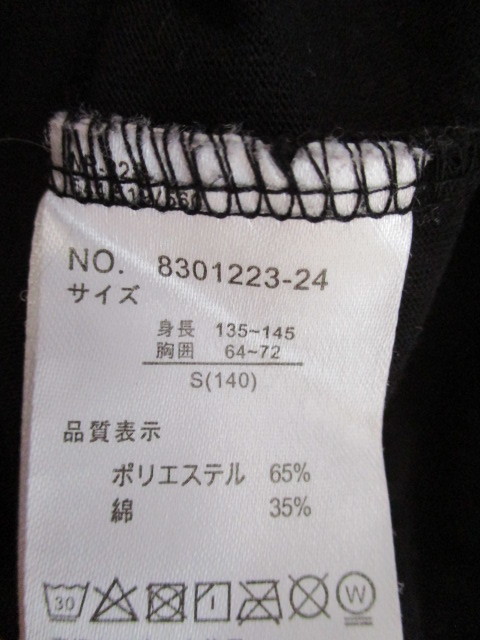 NO. 8301223-24
サイズ
身長 135~145
胸囲 64~72
S(140)
品質表示
ポリエステル 65%
綿 35%
30
W